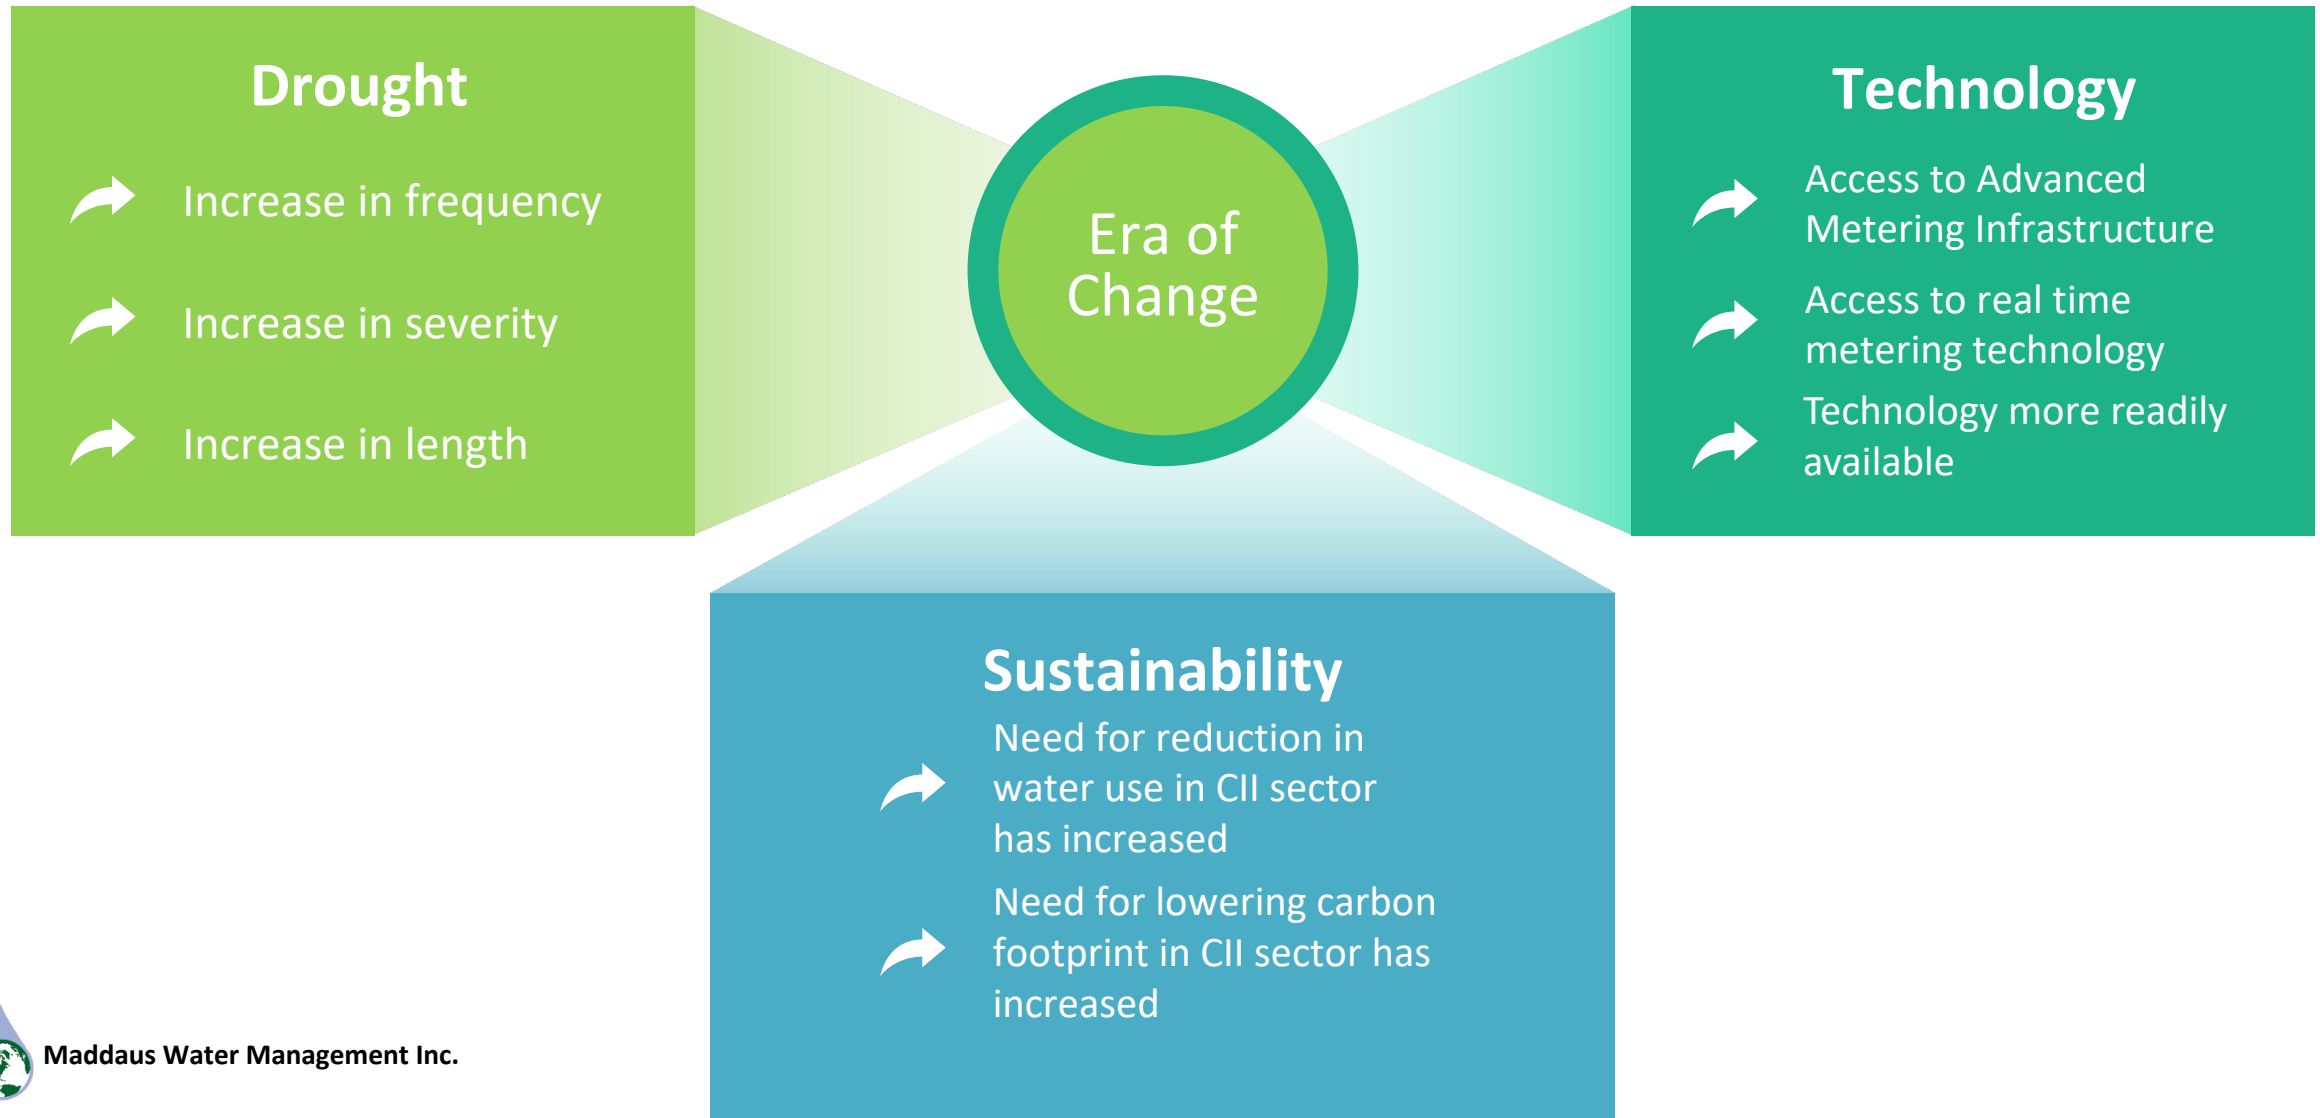 Drought
Increase in frequency
Increase in severity
Increase in length
Era of
Change
Technology
Access to Advanced
Metering Infrastructure
Access to real time
metering technology
Technology more readily
available
Sustainability
Need for reduction in
water use in CII sector
has increased
Need for lowering carbon
footprint in CII sector has
increased
Maddaus Water Management Inc.